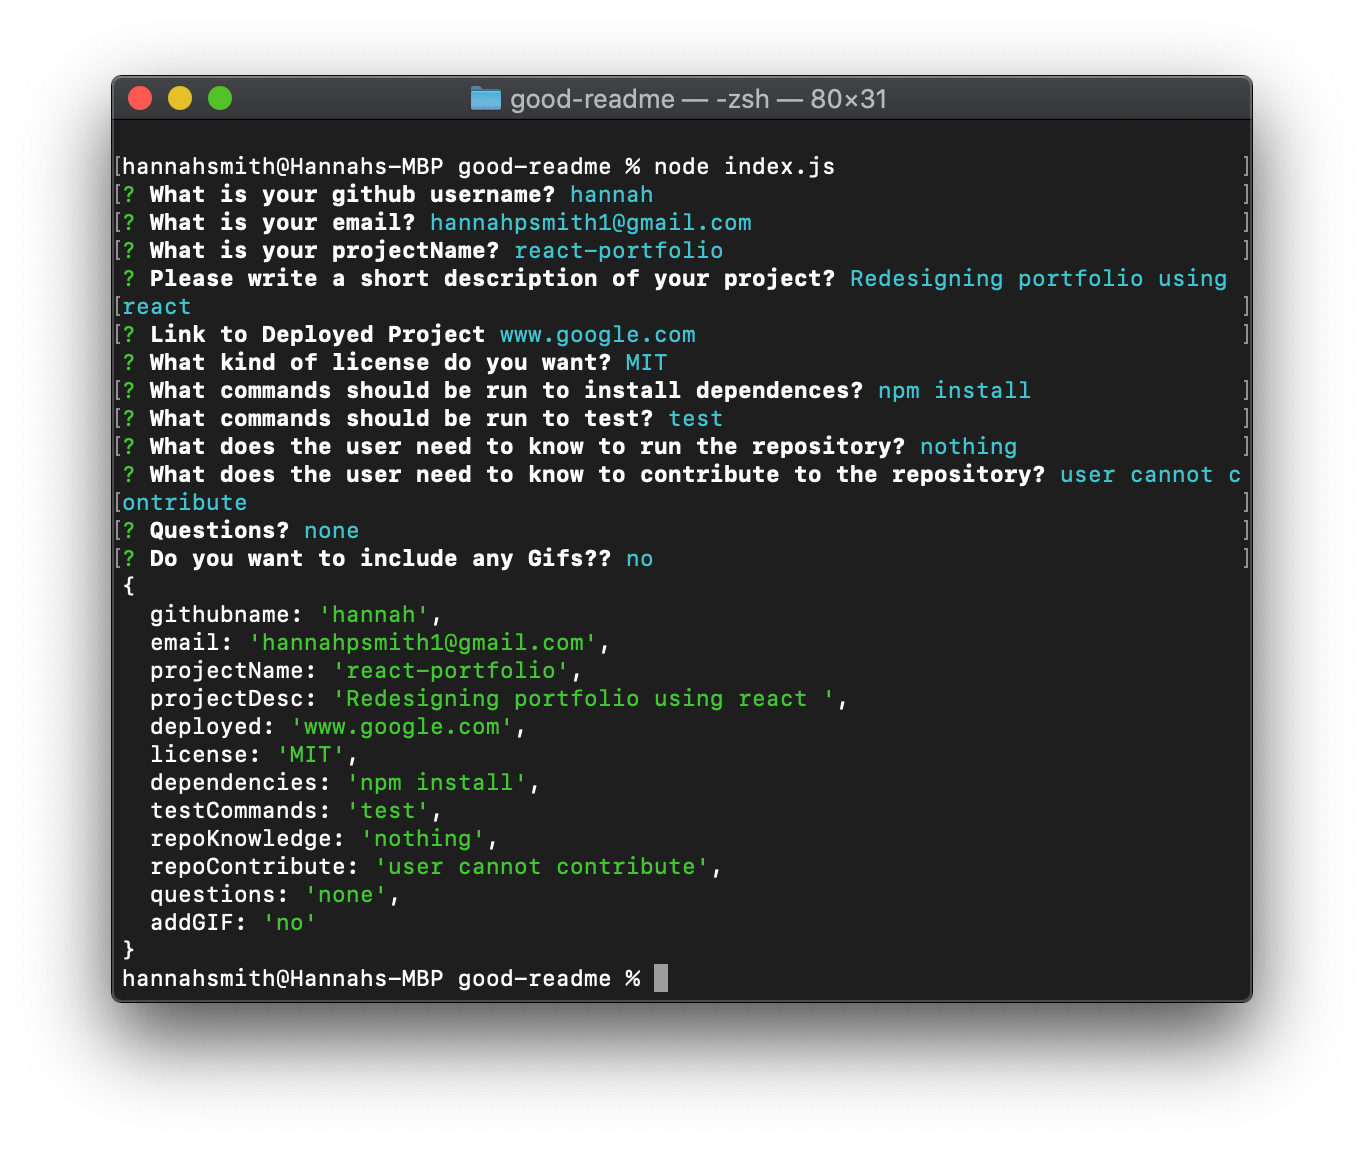 good-readme — -zsh — 80×31
[hannahsmith@Hannahs-MBP good-readme % node index.js ]
[? What is your github username? hannah ]
[? What is your email? hannahpsmith1@gmail.com ]
[? What is your projectName? react-portfolio ]
? Please write a short description of your project? Redesigning portfolio using
[react ]
[? Link to Deployed Project www.google.com ]
? What kind of license do you want? MIT
[? What commands should be run to install dependences? npm install ]
[? What commands should be run to test? test ]
[? What does the user need to know to run the repository? nothing ]
? What does the user need to know to contribute to the repository? user cannot c
[ontribute ]
[? Questions? none ]
[? Do you want to include any Gifs?? no ]
{
  githubname: 'hannah',
  email: 'hannahpsmith1@gmail.com',
  projectName: 'react-portfolio',
  projectDesc: 'Redesigning portfolio using react ',
  deployed: 'www.google.com',
  license: 'MIT',
  dependencies: 'npm install',
  testCommands: 'test',
  repoKnowledge: 'nothing',
  repoContribute: 'user cannot contribute',
  questions: 'none',
  addGIF: 'no'
}
hannahsmith@Hannahs-MBP good-readme %